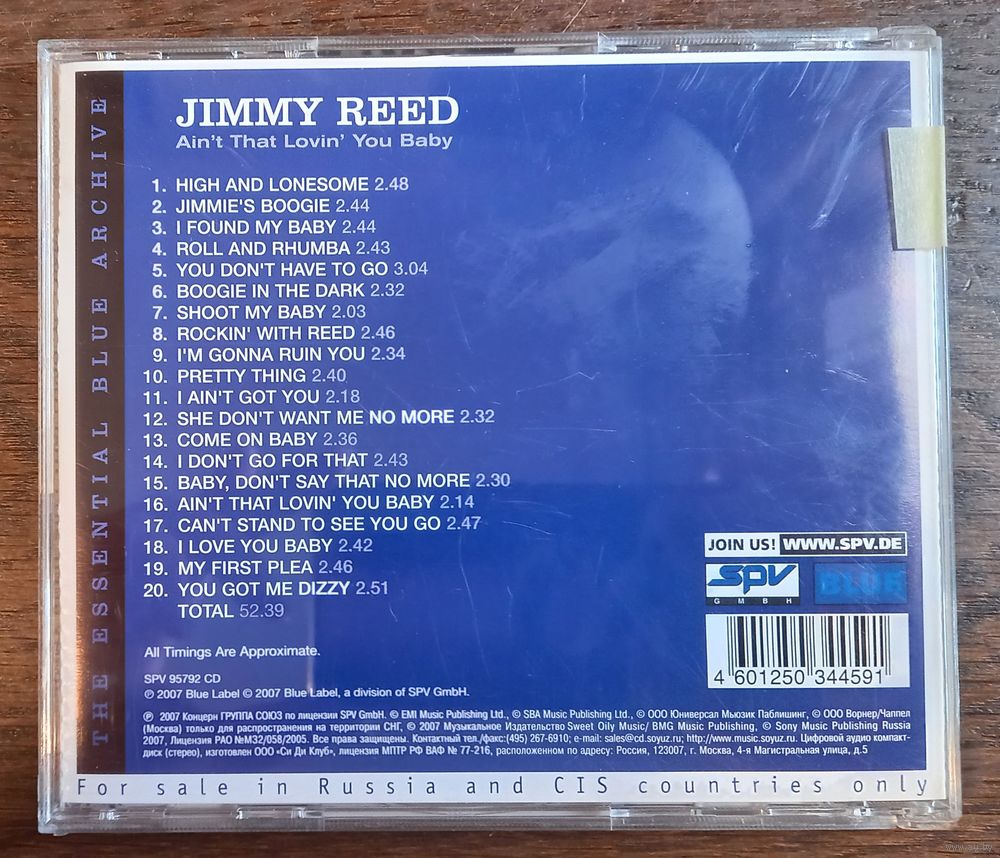 THE ESSENTIAL BLUE ARCHIVE
JIMMY REED
Ain't That Lovin' You Baby
1. HIGH AND LONESOME 2.48
2. JIMMIE'S BOOGIE 2.44
3. I FOUND MY BABY 2.44
4. ROLL AND RHUMBA 2.43
5. YOU DON'T HAVE TO GO 3.04
6. BOOGIE IN THE DARK 2.32
7. SHOOT MY BABY 2.03
8. ROCKIN' WITH REED 2.46
9. I'M GONNA RUIN YOU 2.34
10. PRETTY THING 2.40
11. I AIN'T GOT YOU 2.18
12. SHE DON'T WANT ME NO MORE 2.32
13. COME ON BABY 2.36
14. I DON'T GO FOR THAT 2.43
15. BABY, DON'T SAY THAT NO MORE 2.30
16. AIN'T THAT LOVIN' YOU BABY 2.14
17. CAN'T STAND TO SEE YOU GO 2.47
18. I LOVE YOU BABY 2.42
19. MY FIRST PLEA 2.46
20. YOU GOT ME DIZZY 2.51
TOTAL 52.39
JOIN US! WWW.SPV.DE
SPV BLUE
GMBH
4 601250 344591
All Timings Are Approximate.
SPV 95792 CD
℗ 2007 Blue Label © 2007 Blue Label, a division of SPV GmbH.
℗ 2007 Концерн ГРУППА СОЮЗ по лицензии SPV GmbH. © EMI Music Publishing Ltd., © SBA Music Publishing Ltd., © ООО Юниверсал Мьюзик Паблишинг, © ООО Ворнер/Чаппел
(Москва) только для распространения на территории СНГ, © 2007 Музыкальное Издательство Sweet Oily Music/ BMG Music Publishing, © Sony Music Publishing Russia
2007, Лицензия РАО №М32/058/2005. Все права защищены. Контактный тел./факс:(495) 267-6910; e-mail: sales@cd.soyuz.ru; http://www.music.soyuz.ru. Цифровой аудио компакт-
диск (стерео), изготовлен ООО «Си Ди Клуб», лицензия МПТР РФ ВАФ № 77-216, расположенном по адресу: Россия, 123007, г. Москва, 4-я Магистральная улица, д.5
For sale in Russia and CIS countries only
www.ay.by